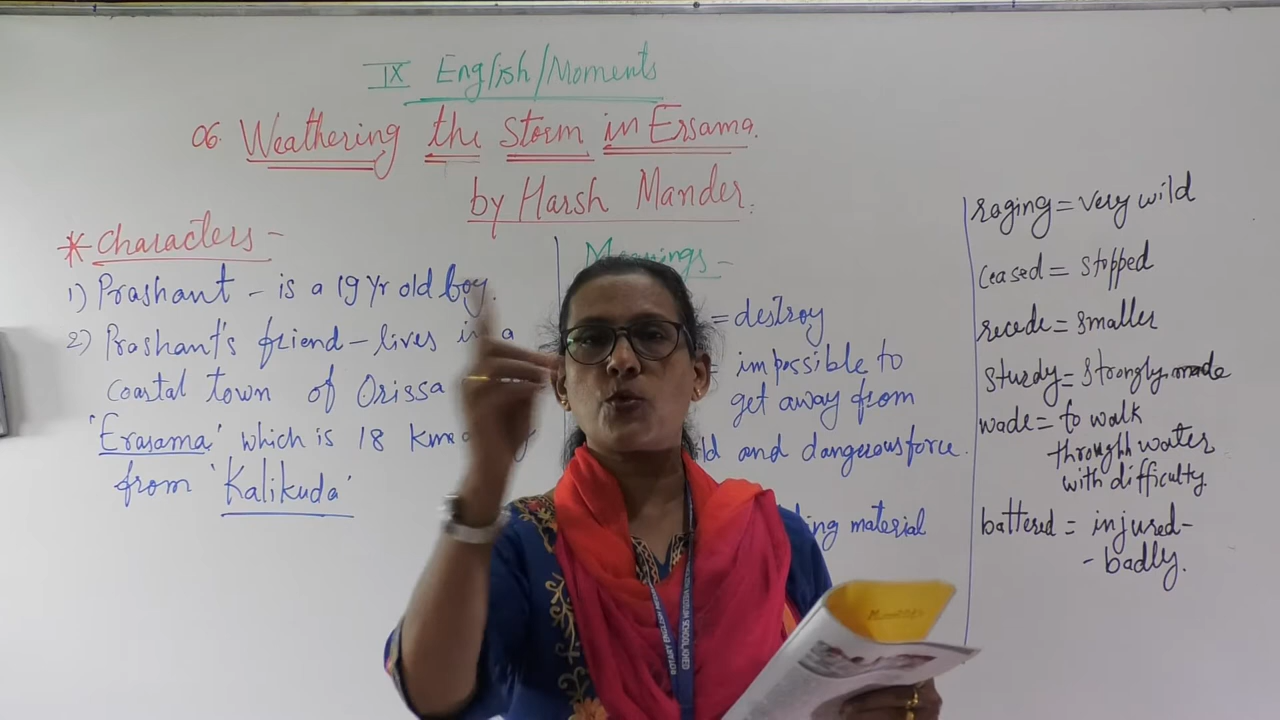 IX English/Moments
06. Weathering the Storm in Ersama.
by Harsh Mander.
* Characters -
1) Prashant - is a 19 yr old boy.
2) Prashant's friend - lives in a
coastal town of Orissa
'Erasama' which is 18 km
from 'Kalikuda'
Meanings -
= destroy
= impossible to
get away from
and dangerous force.
material
raging = very wild
ceased = stopped
recede = smaller
sturdy = strongly made
wade = to walk
through water
with difficulty.
battered = injured-
- badly.